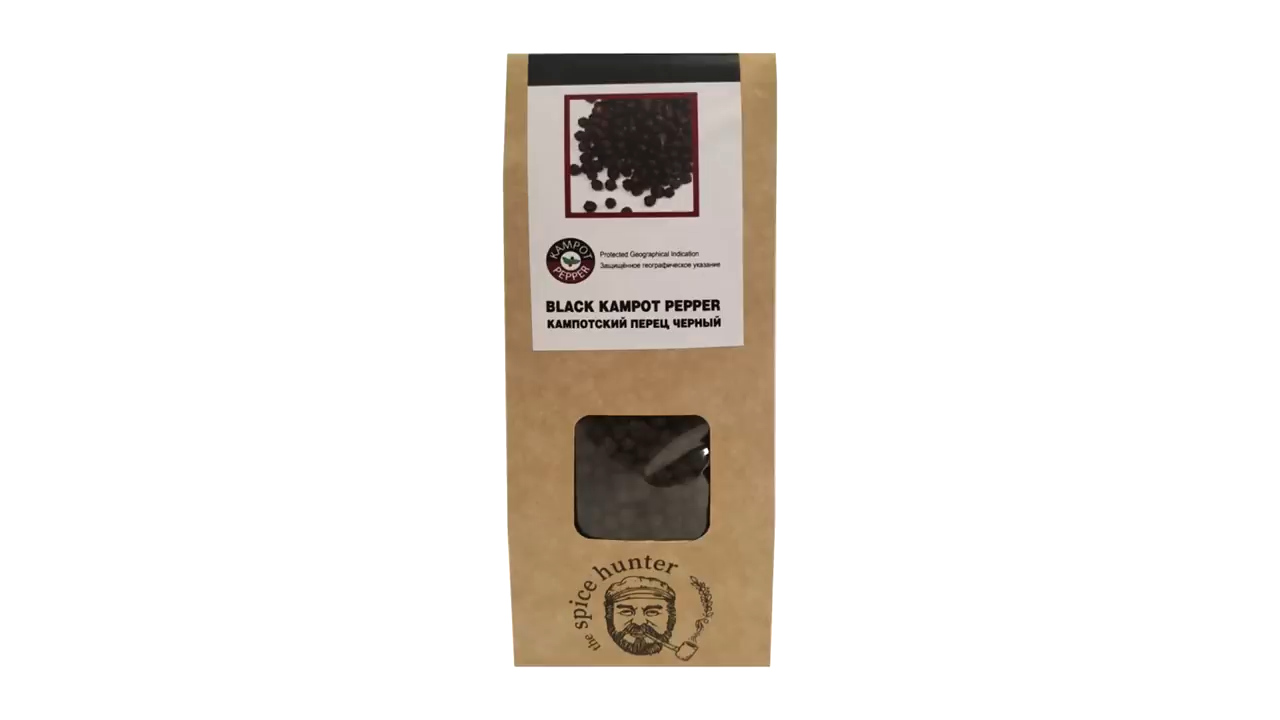 KAMPOT
PEPPER
Protected Geographical Indication
Защищённое географическое указание
BLACK KAMPOT PEPPER
КАМПОТСКИЙ ПЕРЕЦ ЧЕРНЫЙ
the spice hunter